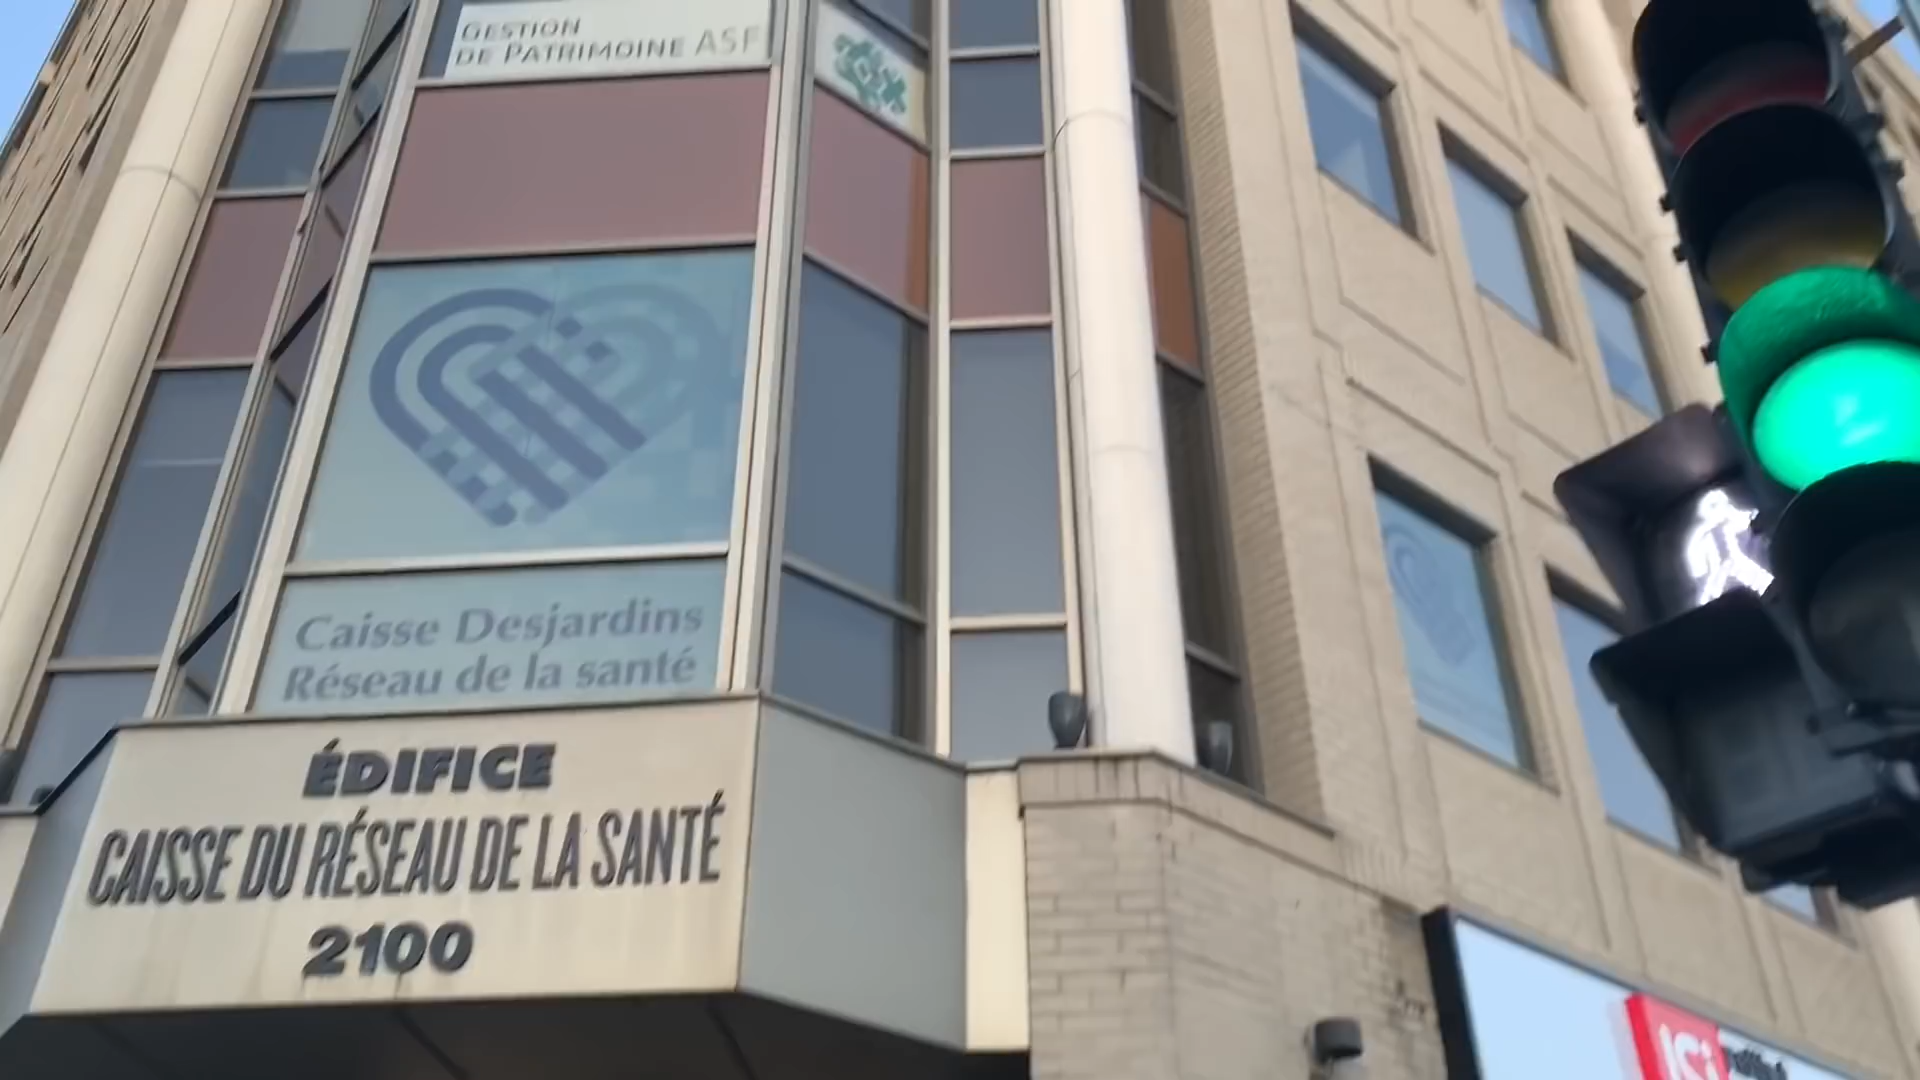 GESTION
DE PATRIMOINE ASF
Caisse Desjardins
Réseau de la santé
ÉDIFICE
CAISSE DU RÉSEAU DE LA SANTÉ
2100